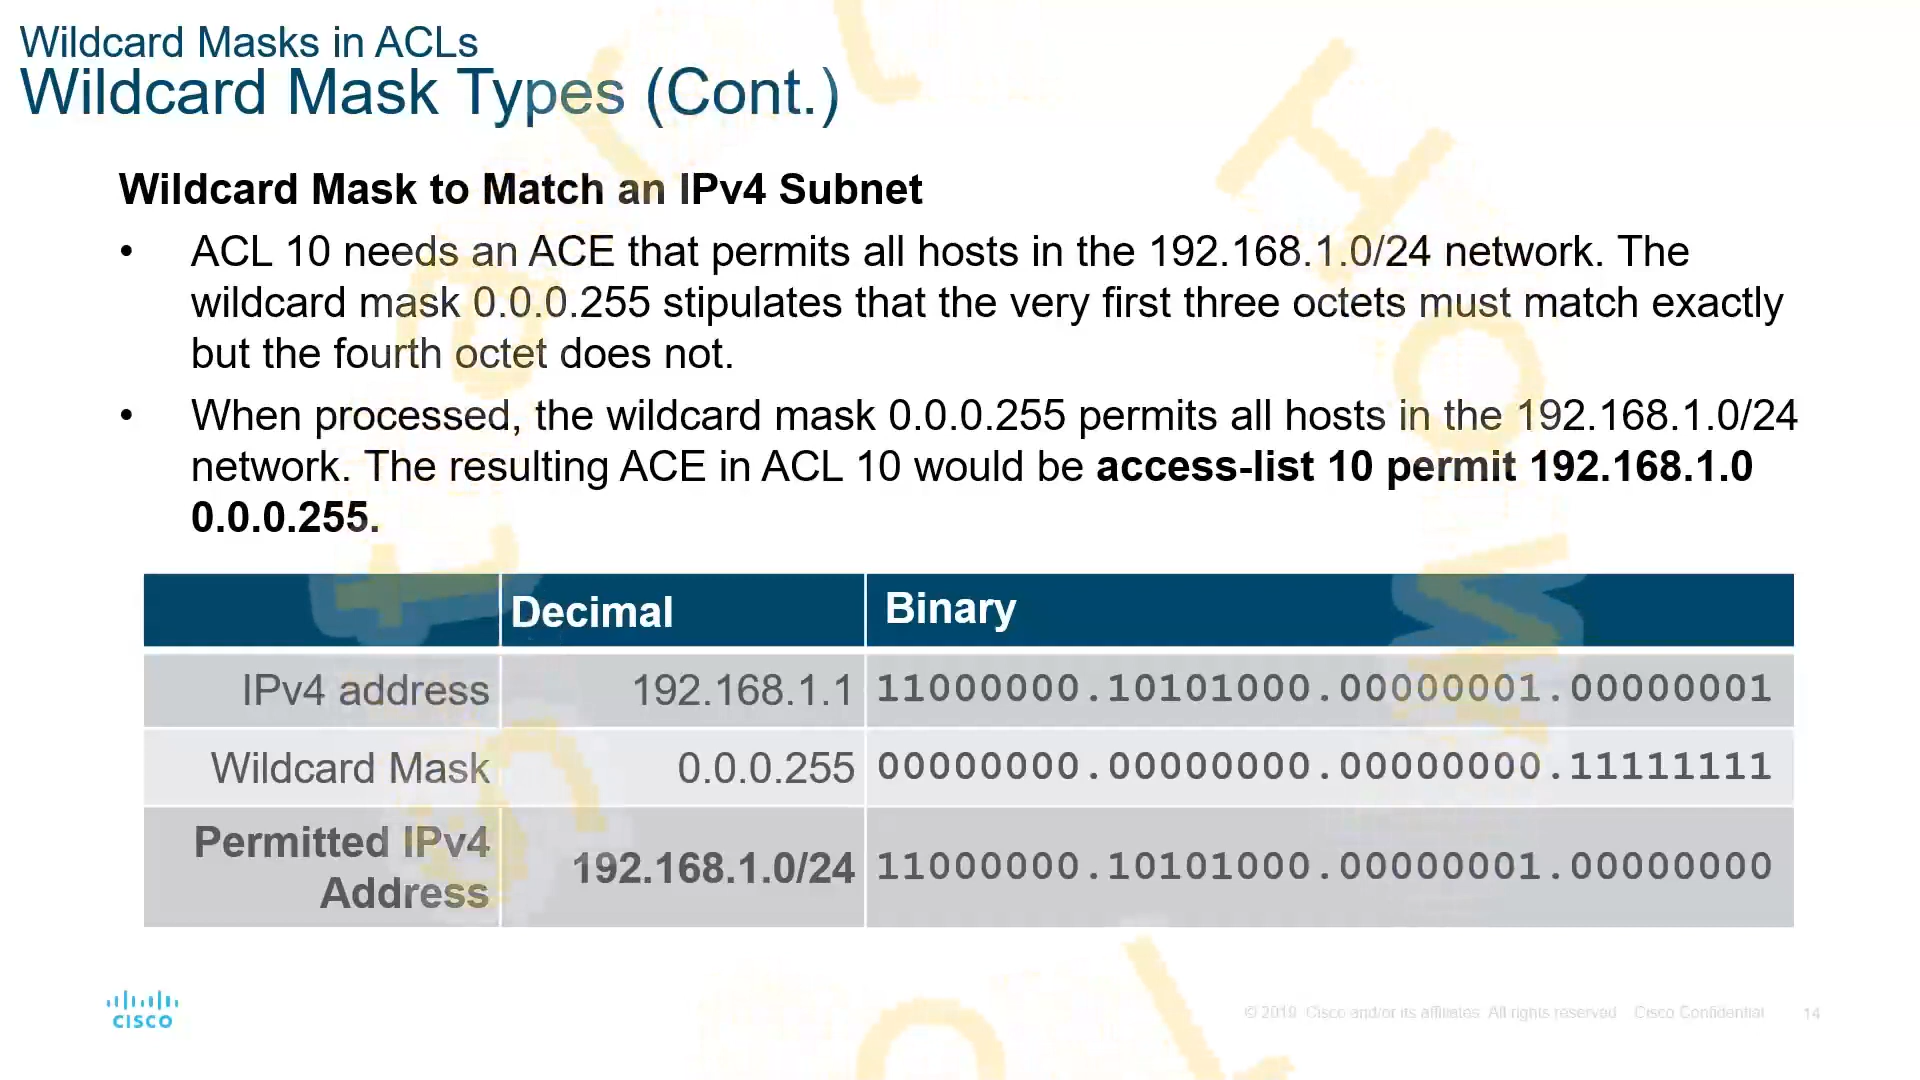 Wildcard Masks in ACLs
Wildcard Mask Types (Cont.)
Wildcard Mask to Match an IPv4 Subnet
• ACL 10 needs an ACE that permits all hosts in the 192.168.1.0/24 network. The
wildcard mask 0.0.0.255 stipulates that the very first three octets must match exactly
but the fourth octet does not.
• When processed, the wildcard mask 0.0.0.255 permits all hosts in the 192.168.1.0/24
network. The resulting ACE in ACL 10 would be access-list 10 permit 192.168.1.0
0.0.0.255.
Decimal Binary
IPv4 address 192.168.1.1 11000000.10101000.00000001.00000001
Wildcard Mask 0.0.0.255 00000000.00000000.00000000.11111111
Permitted IPv4
Address 192.168.1.0/24 11000000.10101000.00000001.00000000
CISCO
© 2019 Cisco and/or its affiliates. All rights reserved. Cisco Confidential 14